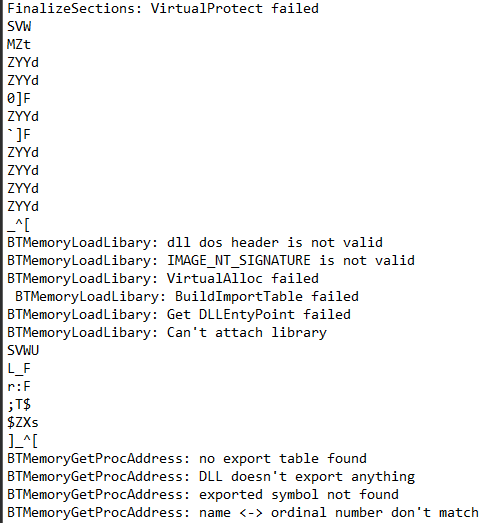 FinalizeSections: VirtualProtect failed
SVW
MZt
ZYYd
ZYYd
0]F
ZYYd
`]F
ZYYd
ZYYd
ZYYd
ZYYd
_^[
BTMemoryLoadLibary: dll dos header is not valid
BTMemoryLoadLibary: IMAGE_NT_SIGNATURE is not valid
BTMemoryLoadLibary: VirtualAlloc failed
 BTMemoryLoadLibary: BuildImportTable failed
BTMemoryLoadLibary: Get DLLEntyPoint failed
BTMemoryLoadLibary: Can't attach library
SVWU
L_F
r:F
;T$
$ZXs
]_^[
BTMemoryGetProcAddress: no export table found
BTMemoryGetProcAddress: DLL doesn't export anything
BTMemoryGetProcAddress: exported symbol not found
BTMemoryGetProcAddress: name <-> ordinal number don't match